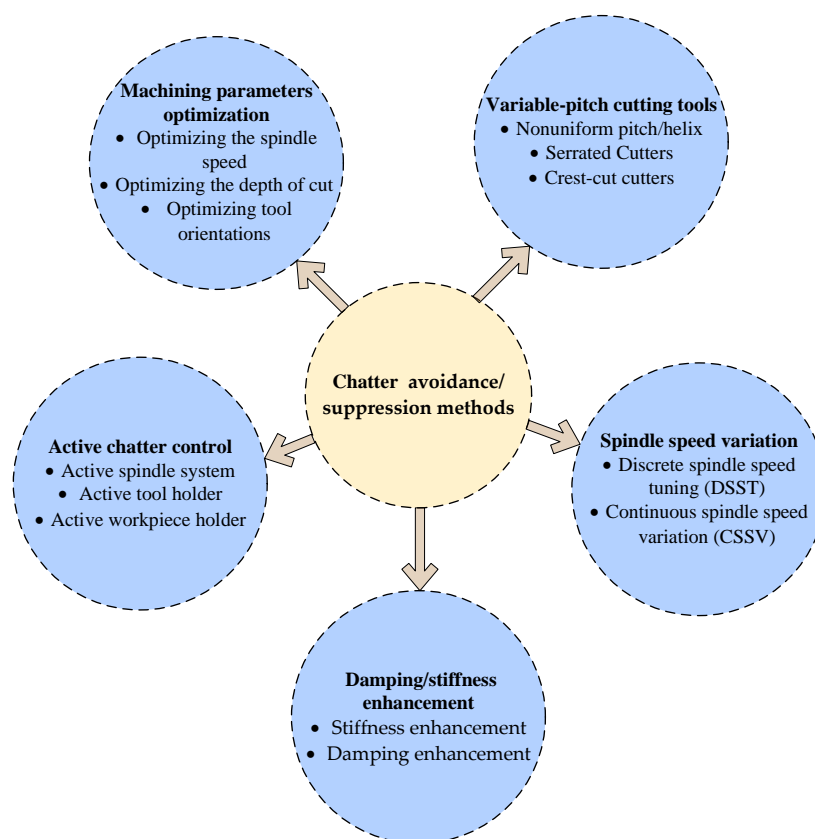 Machining parameters
optimization
• Optimizing the spindle
speed
• Optimizing the depth of cut
• Optimizing tool
orientations
Variable-pitch cutting tools
• Nonuniform pitch/helix
• Serrated Cutters
• Crest-cut cutters
Chatter avoidance/
suppression methods
Active chatter control
• Active spindle system
• Active tool holder
• Active workpiece holder
Spindle speed variation
• Discrete spindle speed
tuning (DSST)
• Continuous spindle speed
variation (CSSV)
Damping/stiffness
enhancement
• Stiffness enhancement
• Damping enhancement